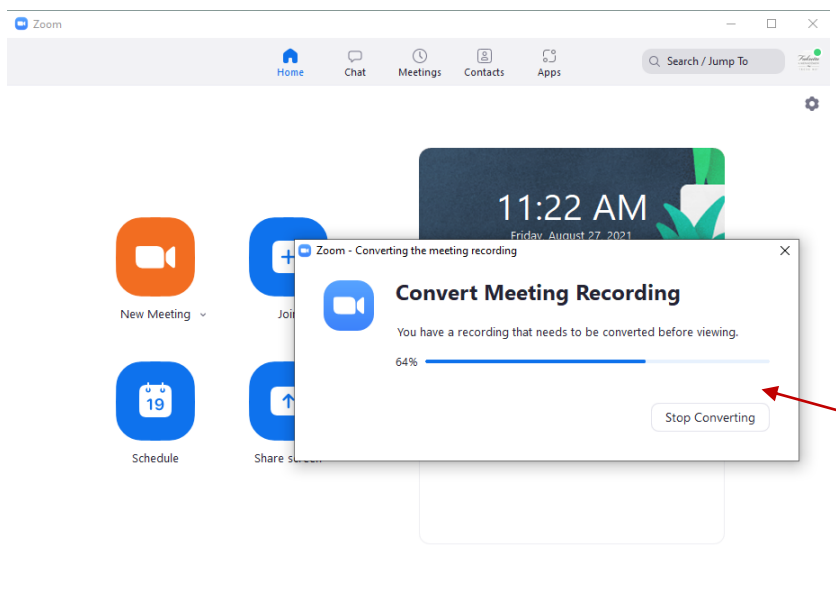 Zoom
Home
Chat
Meetings
Contacts
Apps
Search / Jump To
11:22 AM
Friday, August 27, 2021
Zoom - Converting the meeting recording
Convert Meeting Recording
You have a recording that needs to be converted before viewing.
64%
Stop Converting
New Meeting
Join
19
Schedule
Share screen